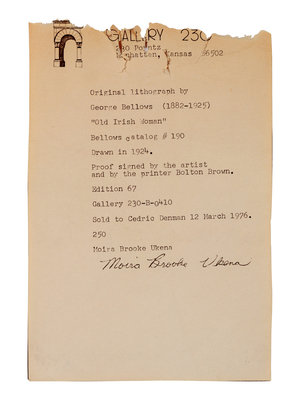 GALLERY 230
230 Poyntz
Manhattan, Kansas 66502
Original lithograph by
George Bellows (1882-1925)
"Old Irish Woman"
Bellows catalog # 190
Drawn in 1924.
Proof signed by the artist
and by the printer Bolton Brown.
Edition 67
Gallery 230-B-0410
Sold to Cedric Denman 12 March 1976.
250
Moira Brooke Ukena
Moira Brooke Ukena